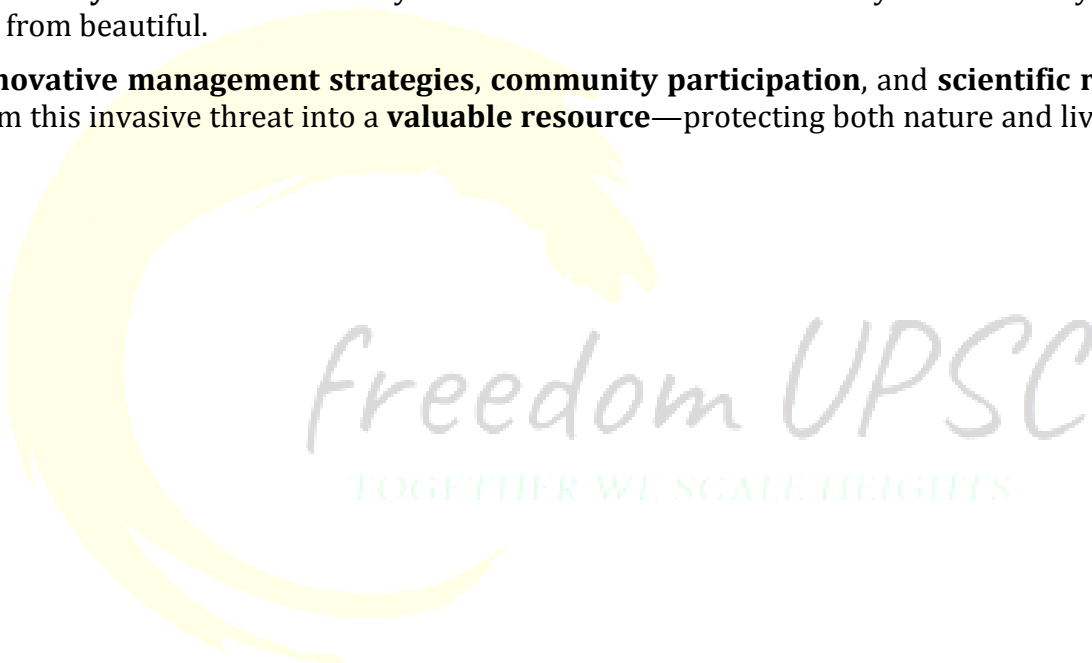 from beautiful.
novative management strategies, community participation, and scientific
m this invasive threat into a valuable resource—protecting both nature and liv
freedom UPSC
TOGETHER WE SCALE HEIGHTS